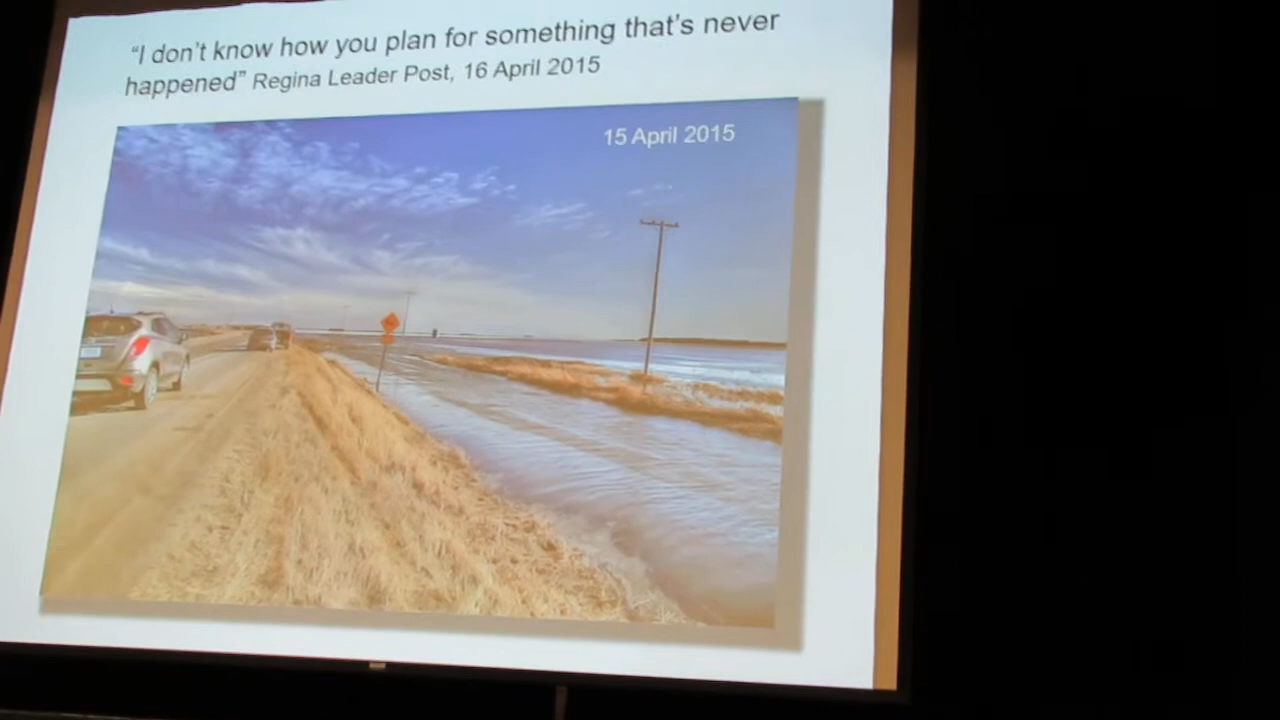 “I don’t know how you plan for something that’s never
happened” Regina Leader Post, 16 April 2015
15 April 2015